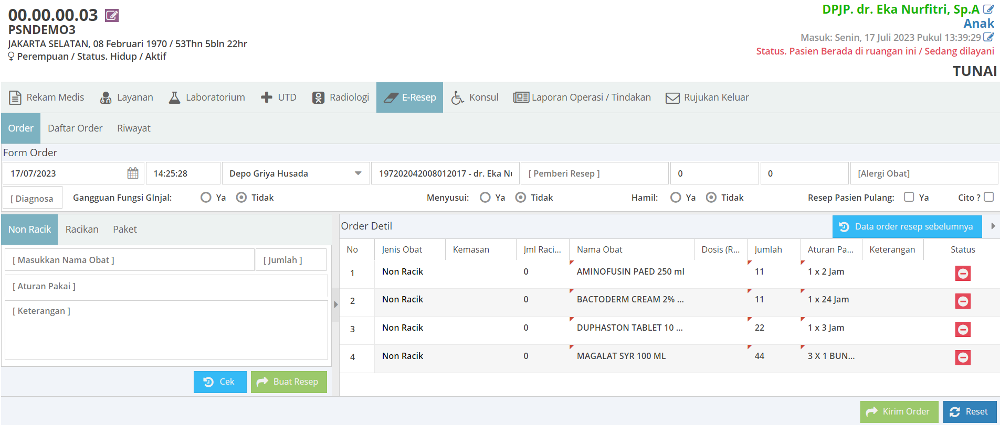 00.00.00.03
PSNDEMO3
JAKARTA SELATAN, 08 Februari 1970 / 53Thn 5bln 22hr
Perempuan / Status. Hidup / Aktif
DPJP. dr. Eka Nurfitri, Sp.A
Anak
Masuk: Senin, 17 Juli 2023 Pukul 13:39:29
Status. Pasien Berada di ruangan ini / Sedang dilayani
TUNAI
Rekam Medis Layanan Laboratorium UTD Radiologi E-Resep Konsul Laporan Operasi / Tindakan Rujukan Keluar
Order Daftar Order Riwayat
Form Order
17/07/2023 14:25:28 Depo Griya Husada 197202042008012017 - dr. Eka Nu [ Pemberi Resep ] 0 0 [Alergi Obat]
[ Diagnosa Gangguan Fungsi GInjal: Ya Tidak Menyusui: Ya Tidak Hamil: Ya Tidak Resep Pasien Pulang: Ya Cito ?
Non Racik Racikan Paket
[ Masukkan Nama Obat ] [ Jumlah ]
[ Aturan Pakai ]
[ Keterangan ]
Cek Buat Resep
Order Detil Data order resep sebelumnya
No Jenis Obat Kemasan Jml Raci... Nama Obat Dosis (R... Jumlah Aturan Pa... Keterangan Status
1 Non Racik 0 AMINOFUSIN PAED 250 ml 11 1 x 2 Jam
2 Non Racik 0 BACTODERM CREAM 2% ... 11 1 x 24 Jam
3 Non Racik 0 DUPHASTON TABLET 10 ... 22 1 x 3 Jam
4 Non Racik 0 MAGALAT SYR 100 ML 44 3 X 1 BUN...
Kirim Order Reset